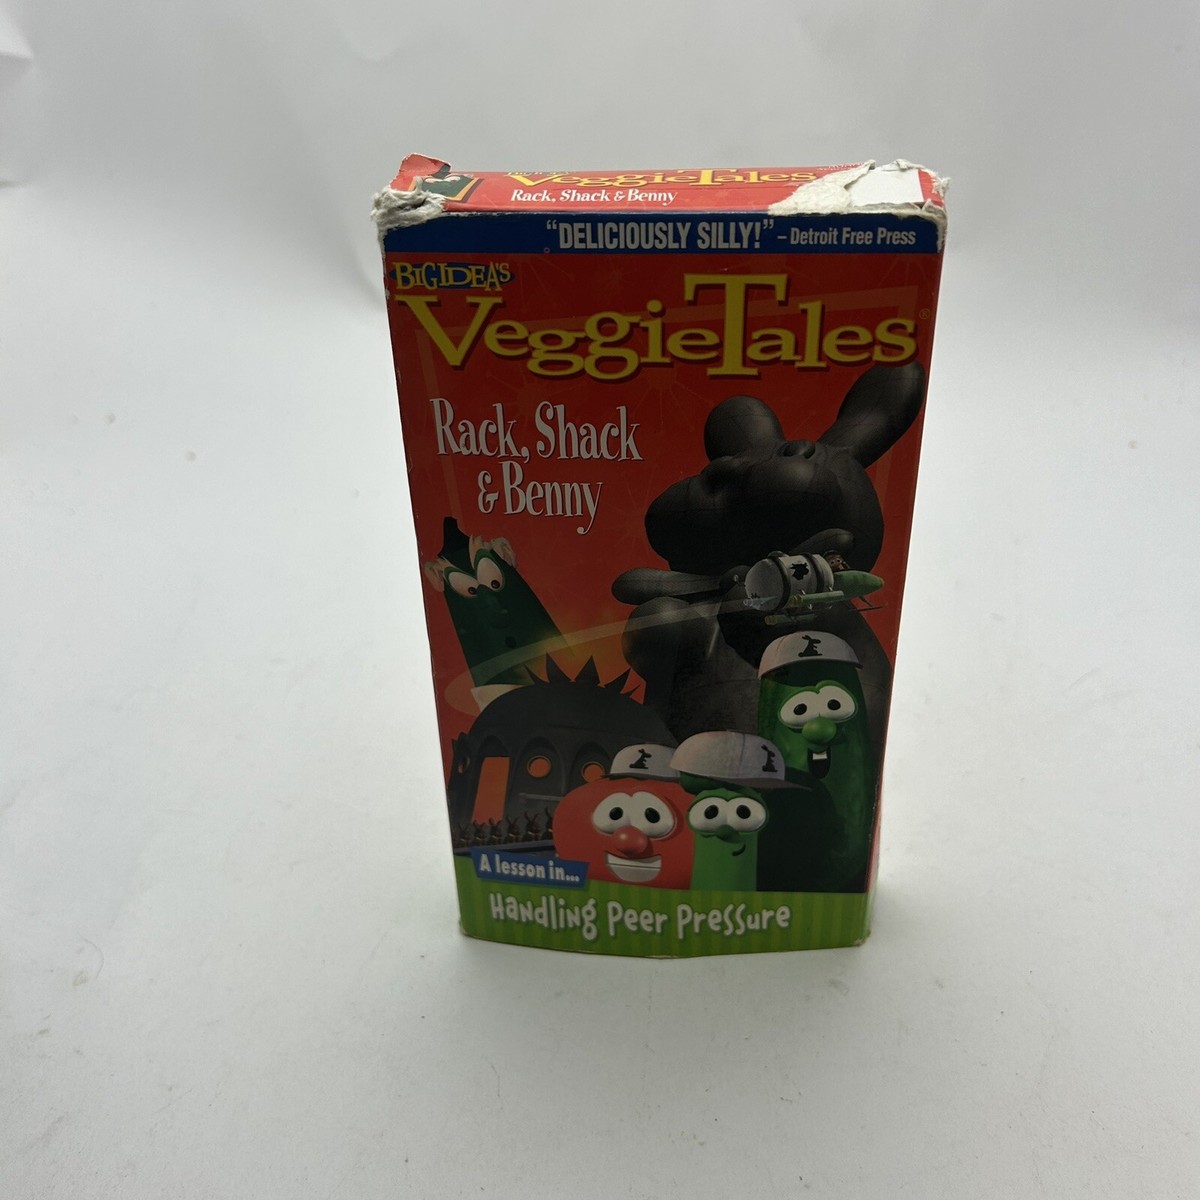 VeggieTales
Rack, Shack & Benny
"DELICIOUSLY SILLY!" – Detroit Free Press
BIG IDEA'S
VeggieTales®
Rack, Shack
& Benny
A lesson in...
Handling Peer Pressure